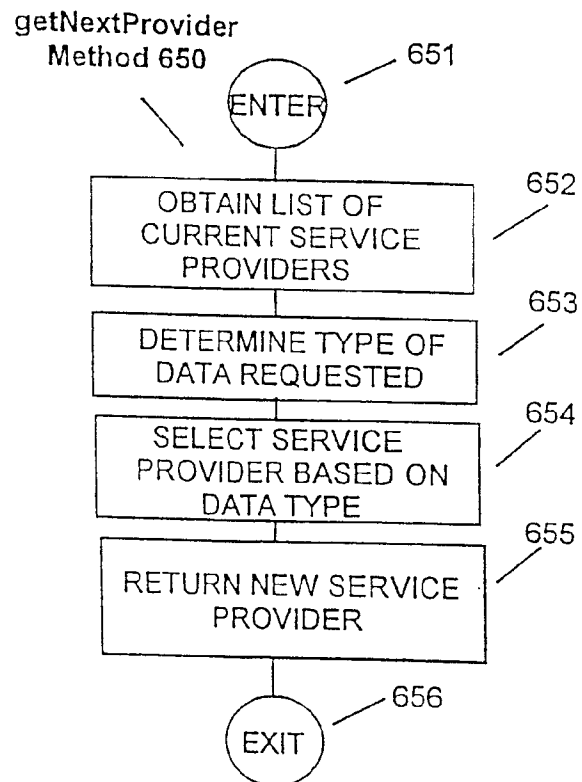 getNextProvider
Method 650
651
ENTER
652
OBTAIN LIST OF
CURRENT SERVICE
PROVIDERS
653
DETERMINE TYPE OF
DATA REQUESTED
654
SELECT SERVICE
PROVIDER BASED ON
DATA TYPE
655
RETURN NEW SERVICE
PROVIDER
656
EXIT